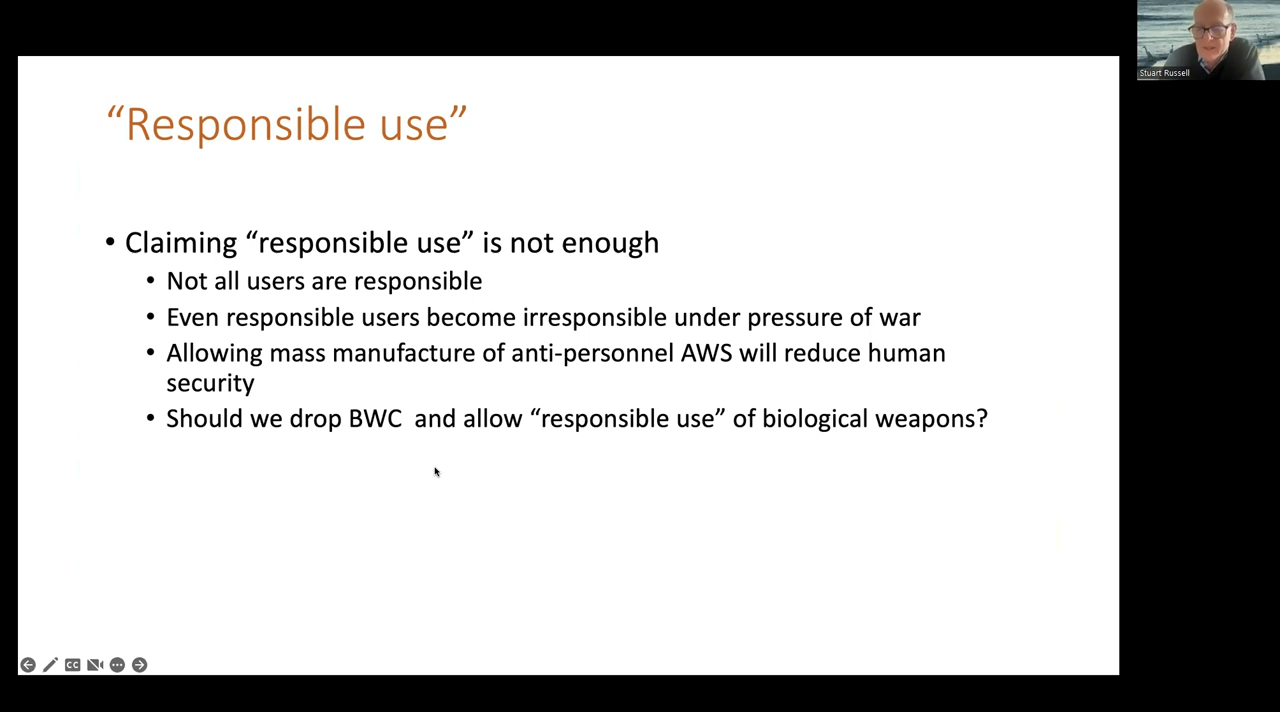 Stuart Russell
“Responsible use”
• Claiming “responsible use” is not enough
• Not all users are responsible
• Even responsible users become irresponsible under pressure of war
• Allowing mass manufacture of anti-personnel AWS will reduce human
security
• Should we drop BWC and allow “responsible use” of biological weapons?
CC